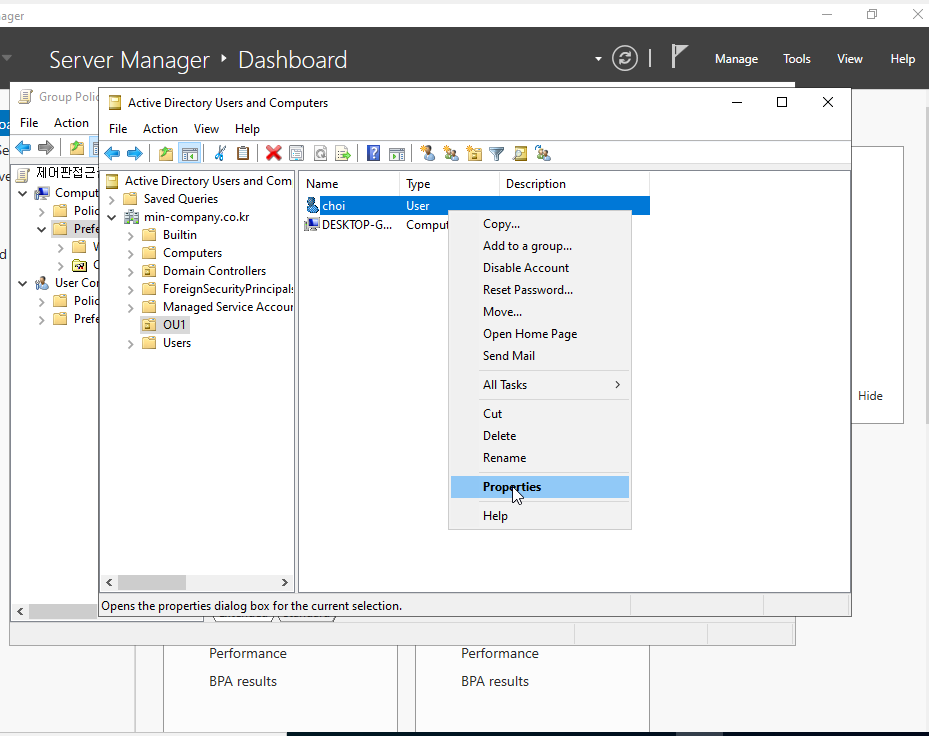 ager
Server Manager
Dashboard
Manage
Tools
View
Help
Group Polic
File
Action
제어판접근
Comput
Polic
Prefe
User Con
Polic
Prefe
Active Directory Users and Computers
File
Action
View
Help
Active Directory Users and Com
Saved Queries
min-company.co.kr
Builtin
Computers
Domain Controllers
ForeignSecurityPrincipals
Managed Service Accour
OU1
Users
Name
Type
Description
choi
User
DESKTOP-G...
Comput
Copy...
Add to a group...
Disable Account
Reset Password...
Move...
Open Home Page
Send Mail
All Tasks
Cut
Delete
Rename
Properties
Help
Hide
Opens the properties dialog box for the current selection.
Performance
BPA results
Performance
BPA results